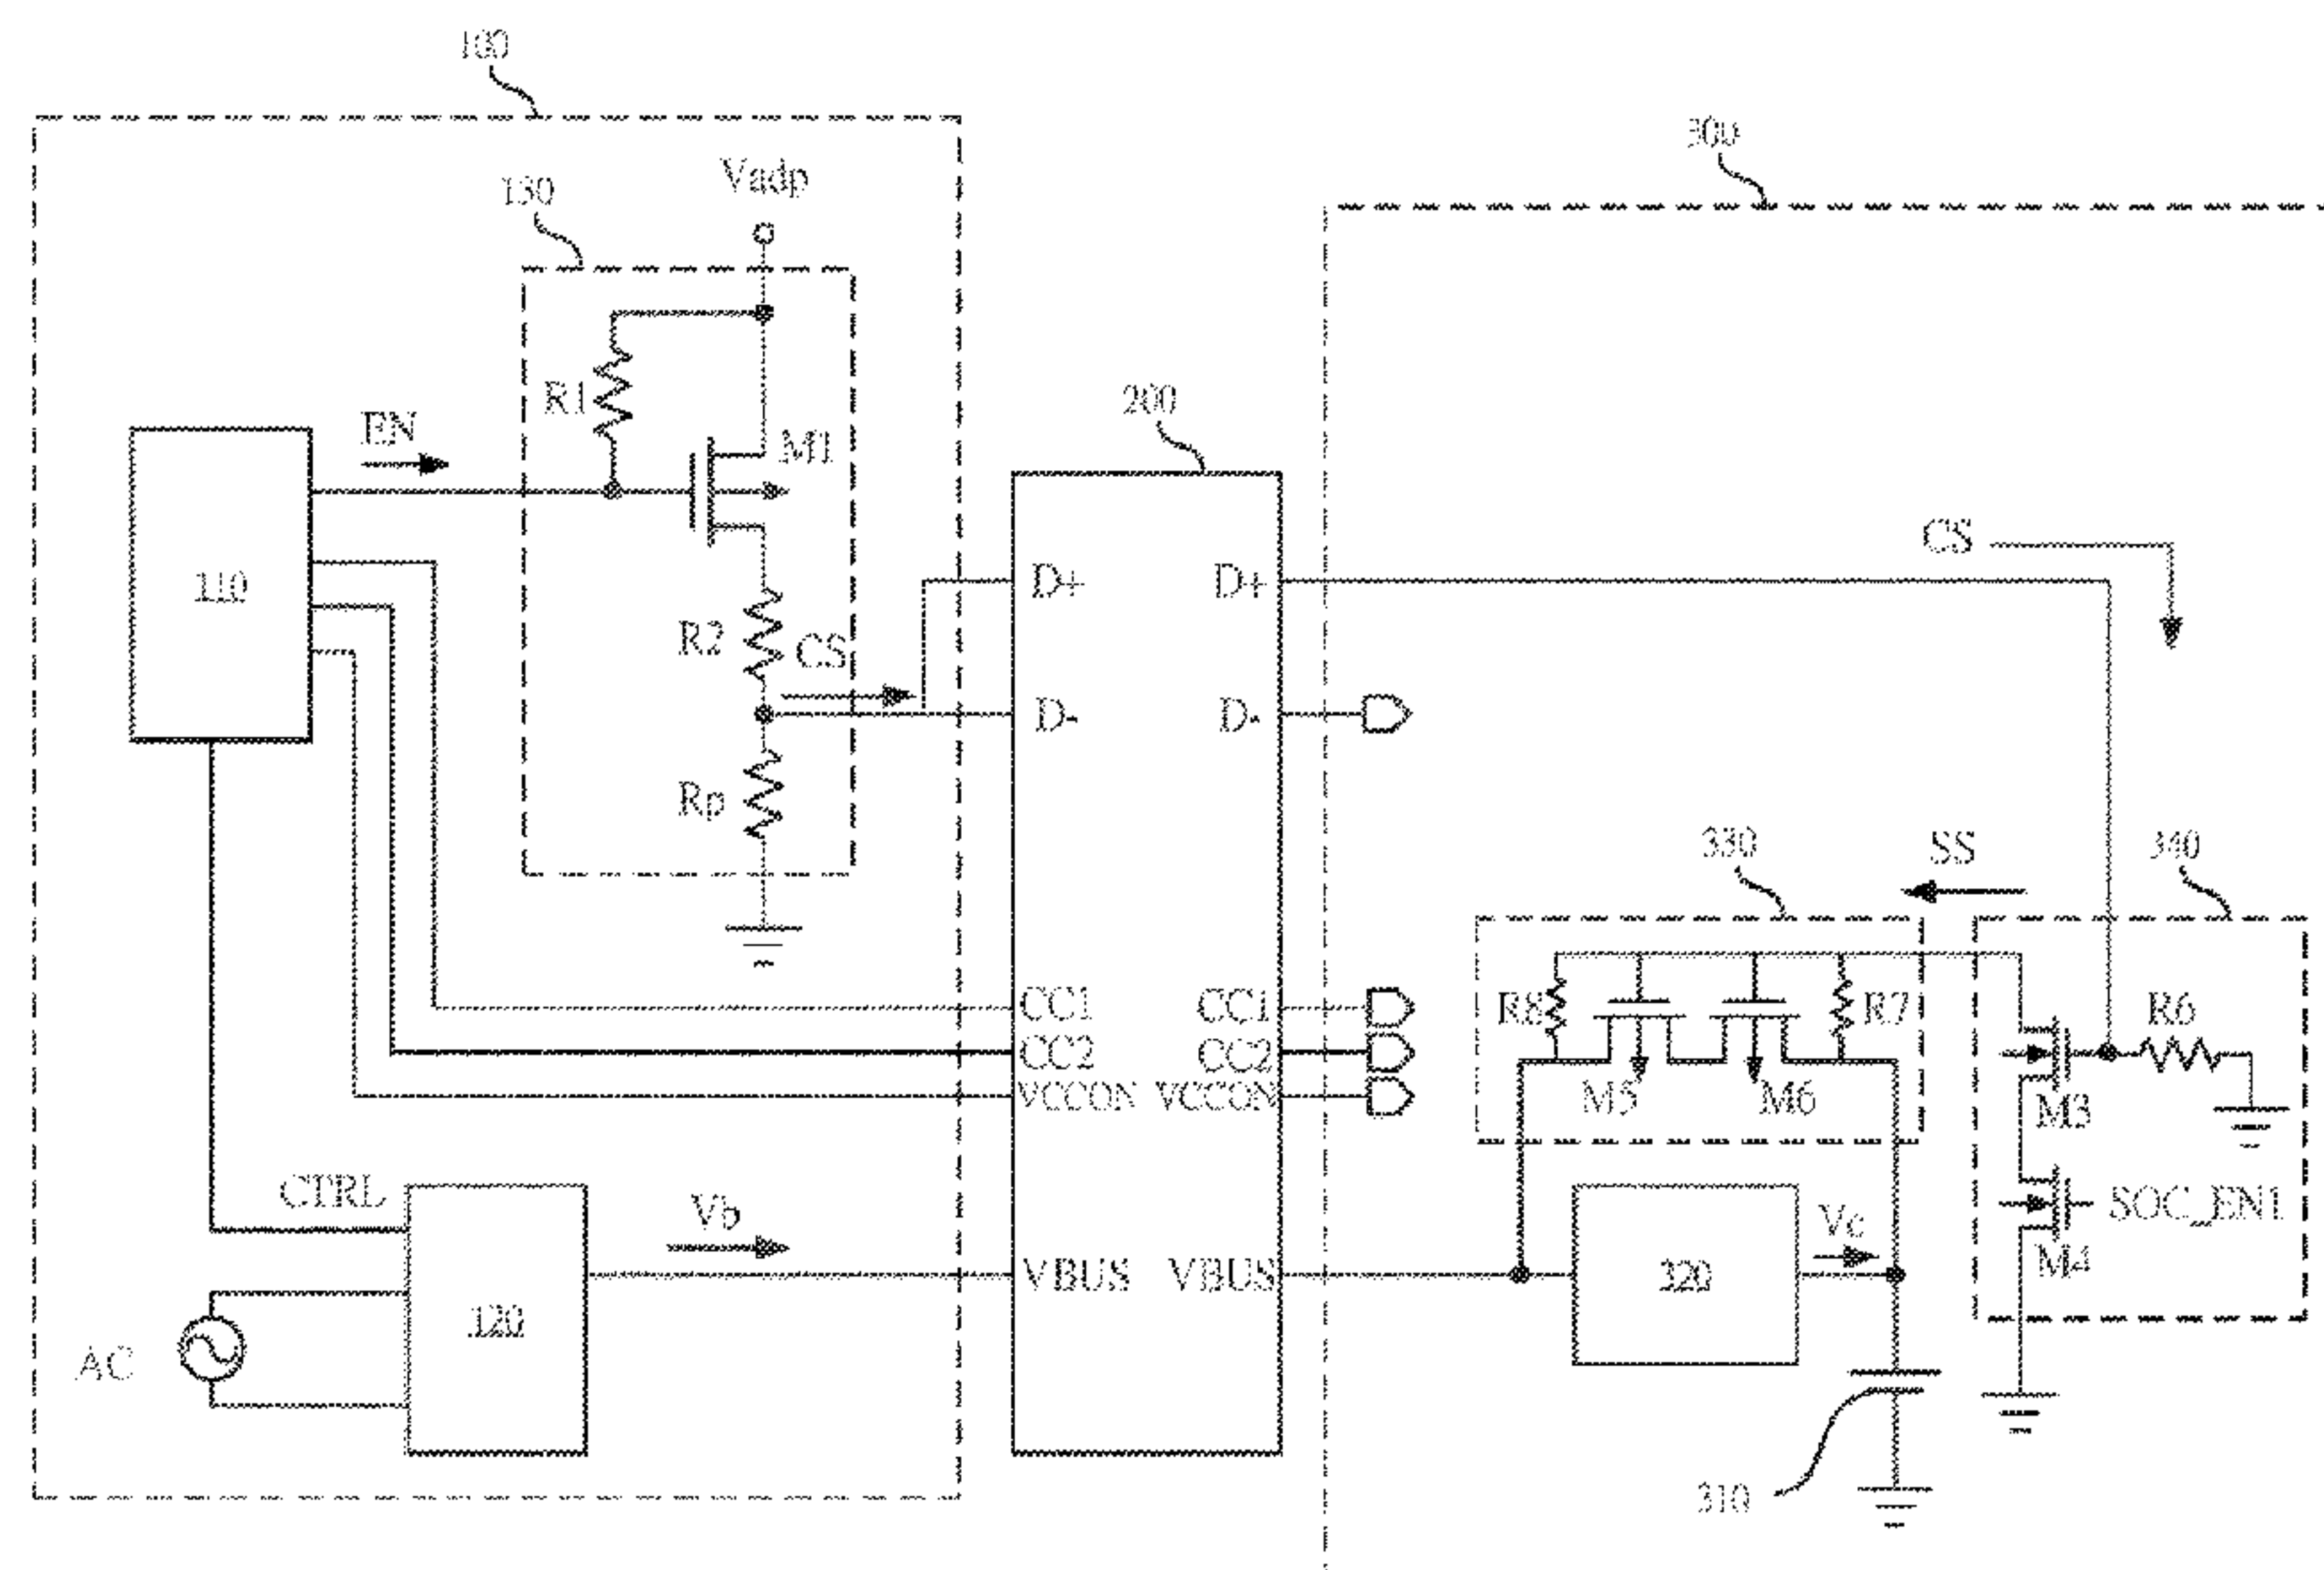 100
300
Vadp
130
R1
200
EN
M1
CS
110
D+
D+
R2
CS
D-
D-
Rp
330
SS
340
CC1
CC1
R8
R7
R6
CC2
CC2
VCCON
VCCON
M5
M6
M3
CTRL
Vb
SOC_EN1
Vc
M4
VBUS
VBUS
320
120
AC
310